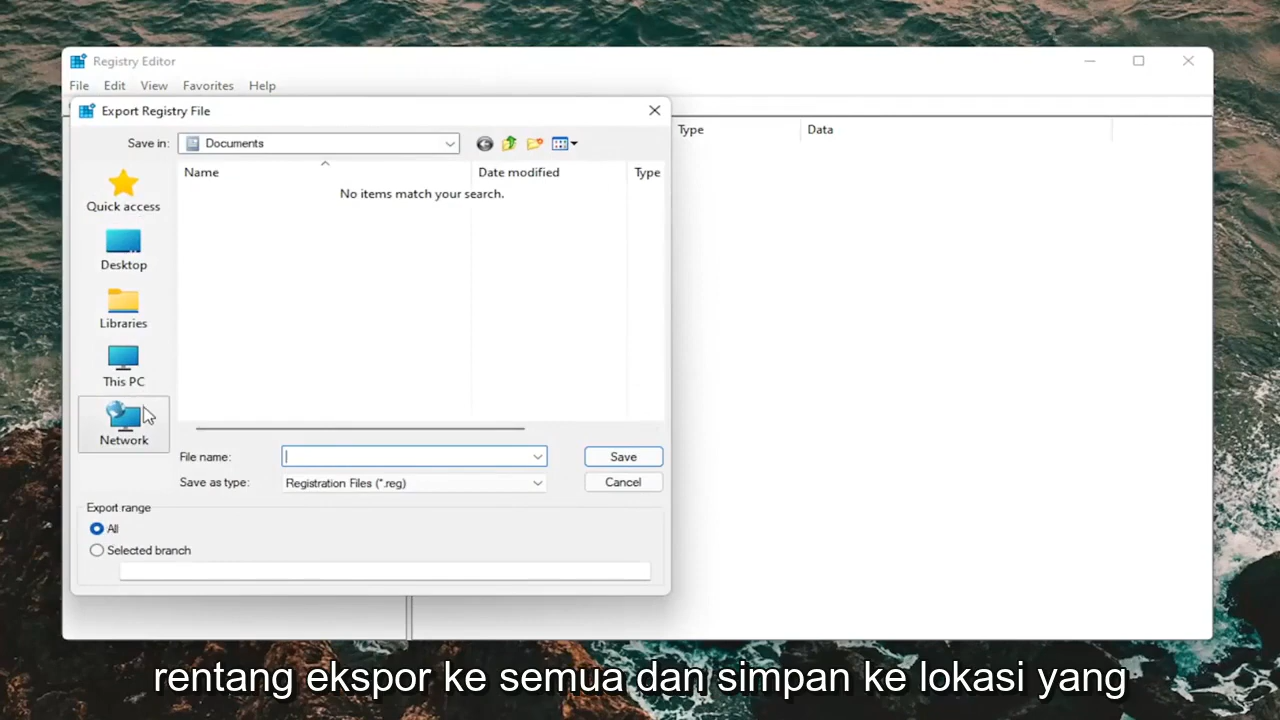 Registry Editor
File Edit View Favorites Help
Export Registry File
Type Data
Save in: Documents
Name Date modified Type
No items match your search.
Quick access
Desktop
Libraries
This PC
Network
File name: Save
Save as type: Registration Files (*.reg) Cancel
Export range
All
Selected branch
rentang ekspor ke semua dan simpan ke lokasi yang